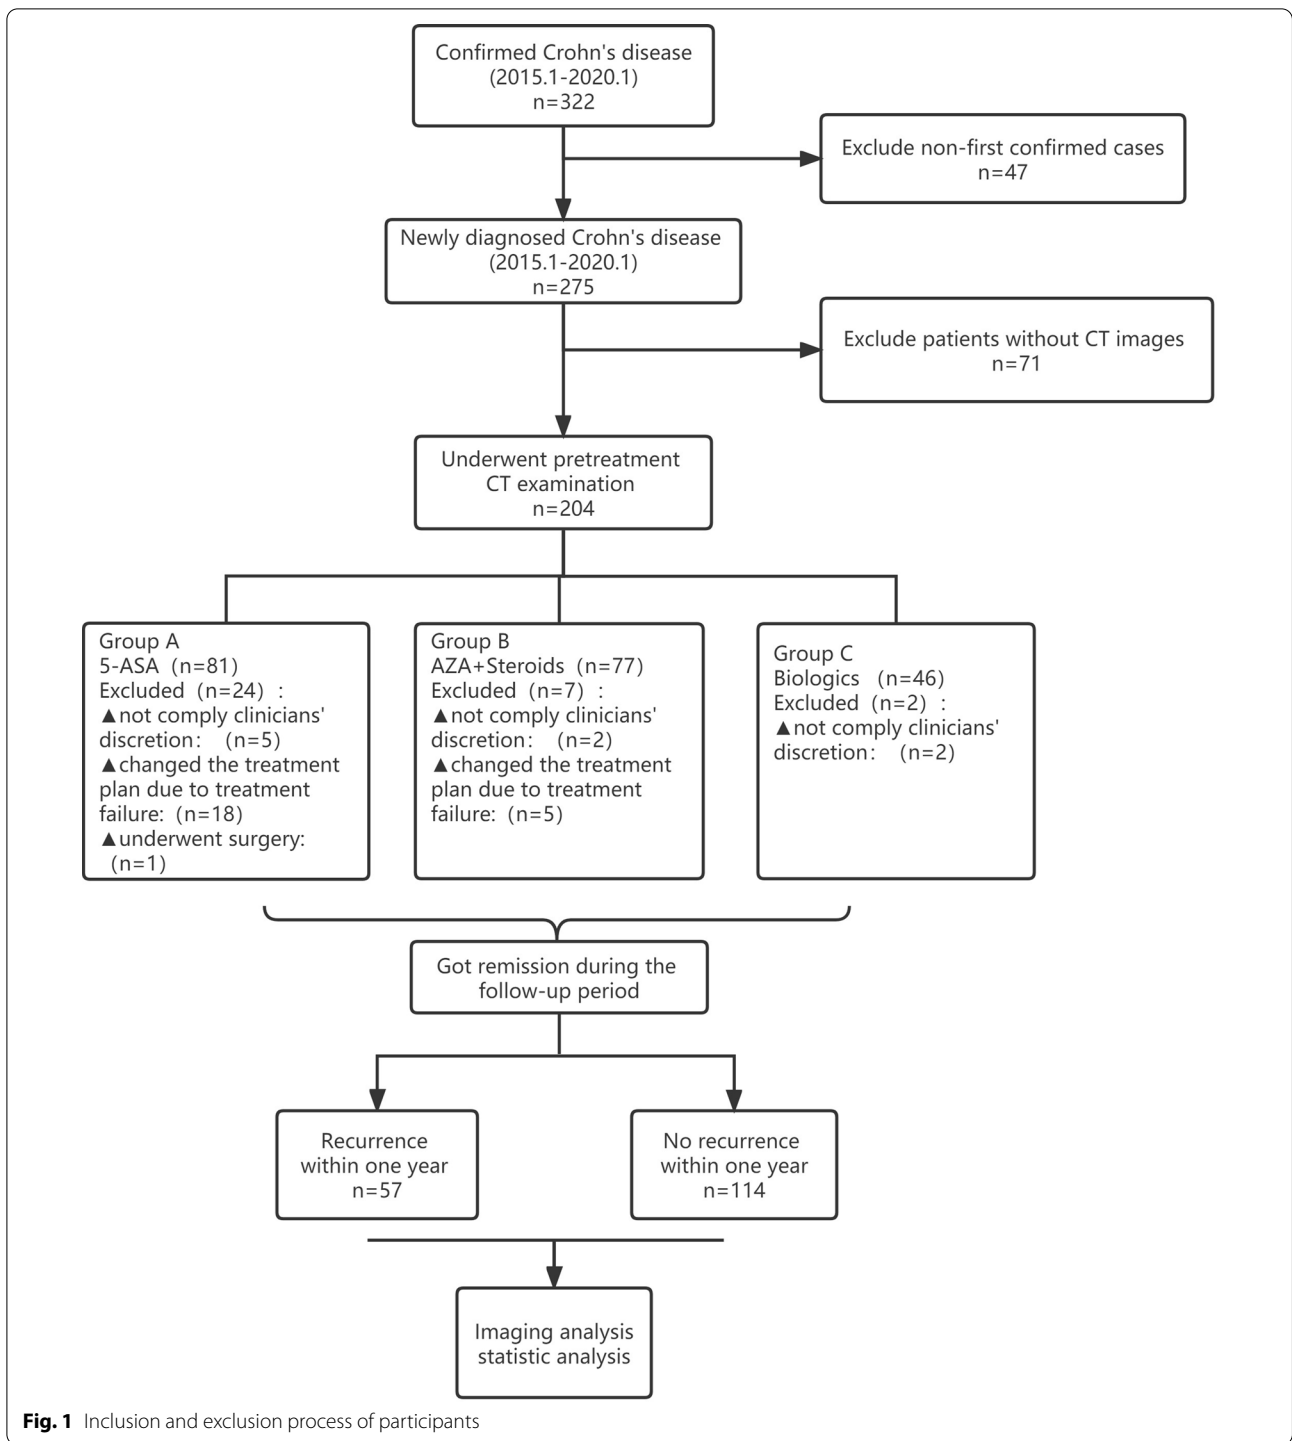 Confirmed Crohn's disease
(2015.1-2020.1)
n=322
Exclude non-first confirmed cases
n=47
Newly diagnosed Crohn's disease
(2015.1-2020.1)
n=275
Exclude patients without CT images
n=71
Underwent pretreatment
CT examination
n=204
Group A
5-ASA (n=81)
Excluded (n=24) :
▲not comply clinicians'
discretion: (n=5)
▲changed the treatment
plan due to treatment
failure: (n=18)
▲underwent surgery:
(n=1)
Group B
AZA+Steroids (n=77)
Excluded (n=7) :
▲not comply clinicians'
discretion: (n=2)
▲changed the treatment
plan due to treatment
failure: (n=5)
Group C
Biologics (n=46)
Excluded (n=2) :
▲not comply clinicians'
discretion: (n=2)
Got remission during the
follow-up period
Recurrence
within one year
n=57
No recurrence
within one year
n=114
Imaging analysis
statistic analysis
Fig. 1 Inclusion and exclusion process of participants